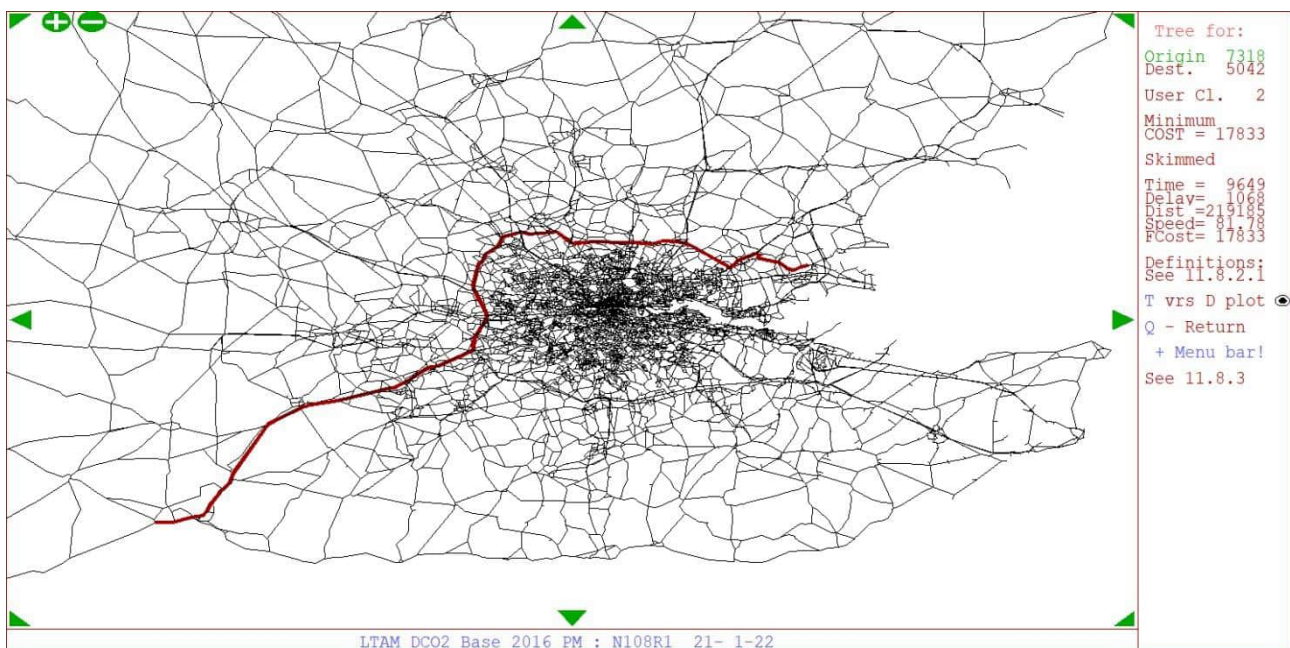 Tree for:
Origin 7318
Dest. 5042
User Cl. 2
Minimum
COST = 17833
Skimmed
Time = 9649
Delay= 1068
Dist =219185
Speed= 81.78
FCost= 17833
Definitions:
See 11.8.2.1
T vrs D plot
Q - Return
+ Menu bar!
See 11.8.3
LTAM DCO2 Base 2016 PM : N108R1 21- 1-22